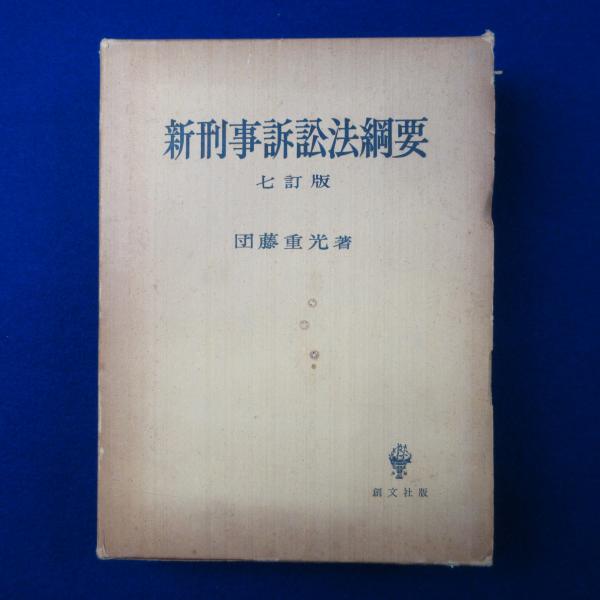 新刑事訴訟法綱要
七訂版
団藤重光著
創文社版